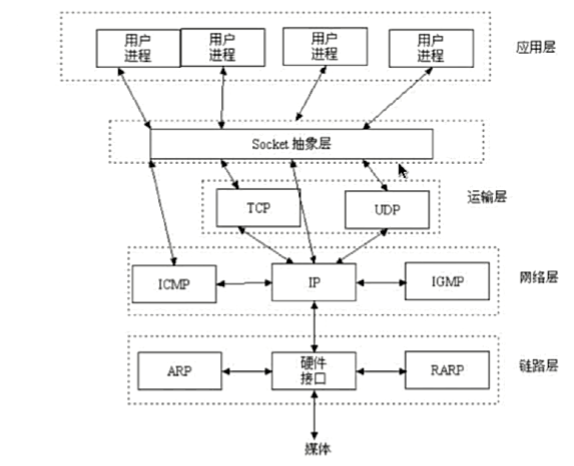 用户
进程
用户
进程
用户
进程
用户
进程
应用层
Socket 抽象层
TCP
UDP
运输层
ICMP
IP
IGMP
网络层
ARP
硬件
接口
RARP
链路层
媒体